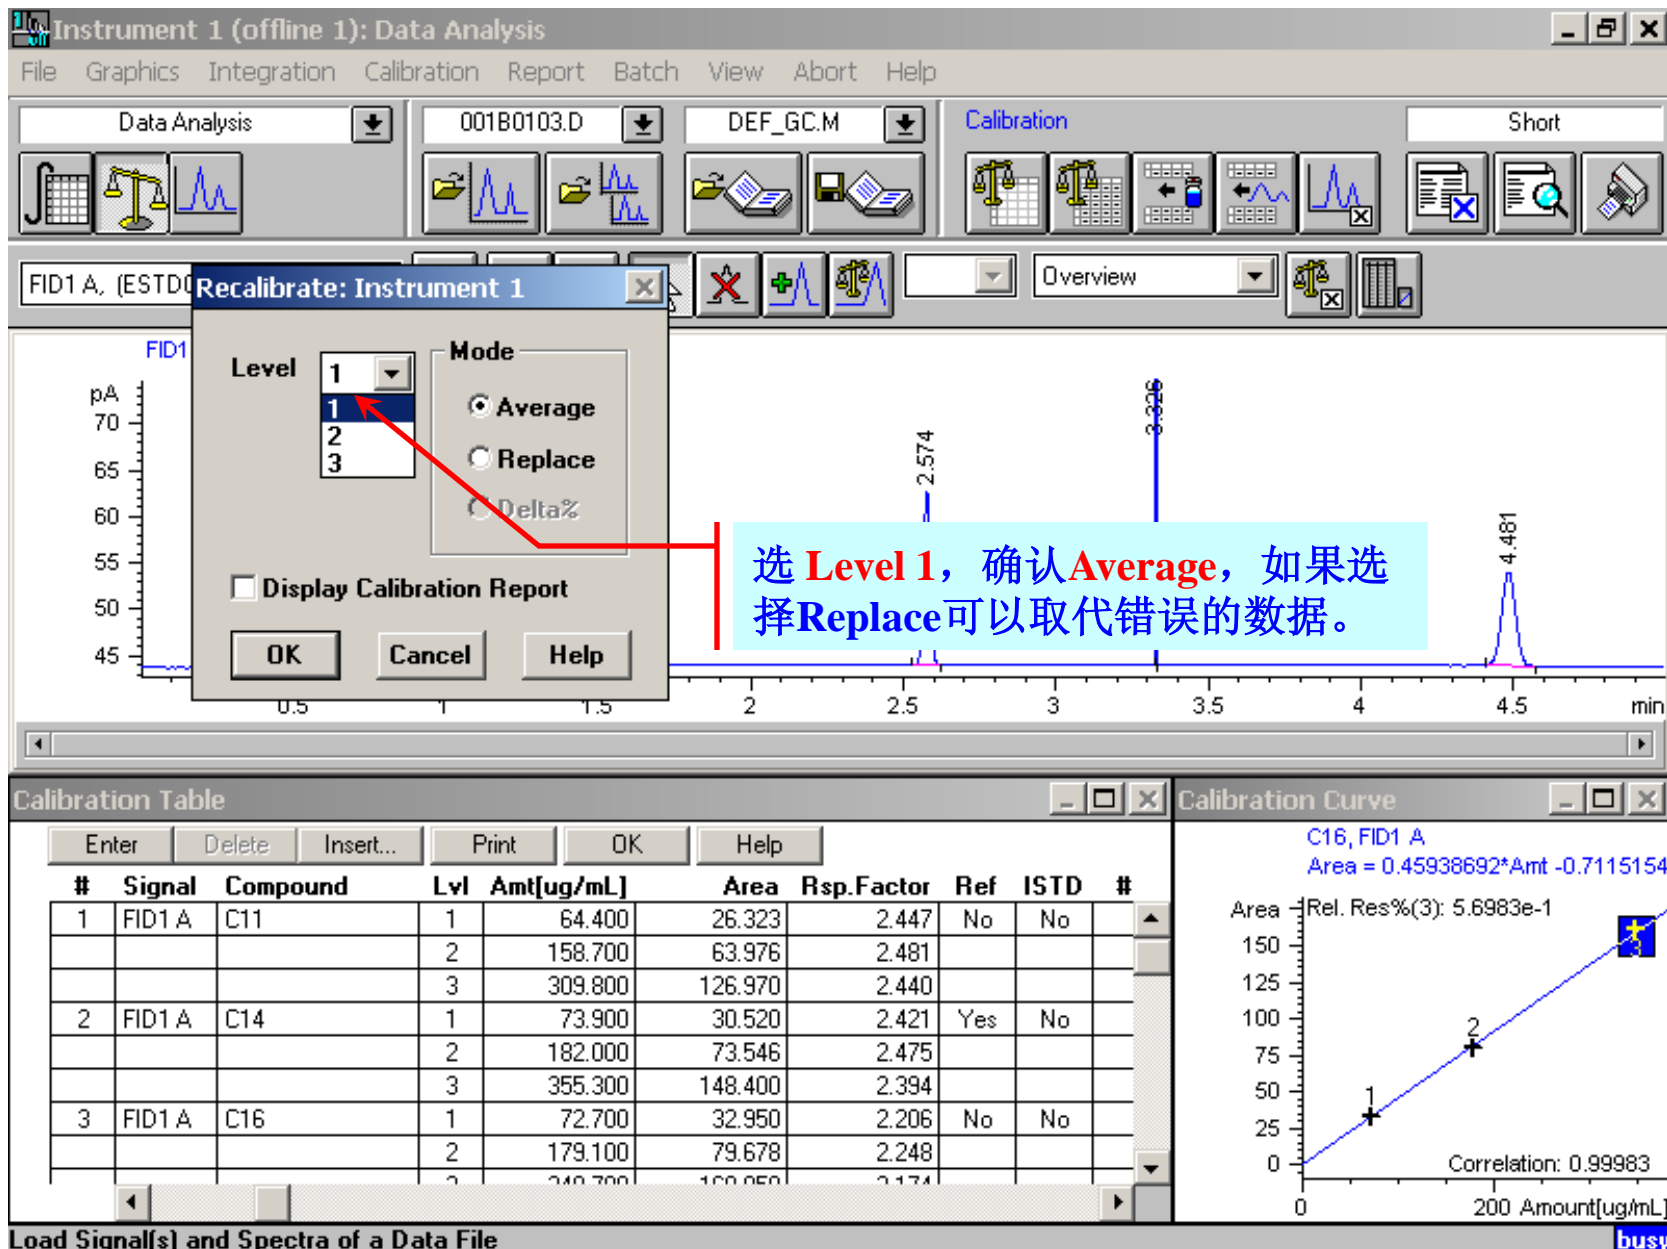 Instrument 1 (offline 1): Data Analysis
File Graphics Integration Calibration Report Batch View Abort Help
Data Analysis 001B0103.D DEF_GC.M Calibration Short
FID1 A, (ESTD Overview
Recalibrate: Instrument 1
Level 1
1
2
3
Mode
Average
Replace
Delta%
Display Calibration Report
OK Cancel Help
FID1
pA
70
65
60
55
50
45
2.574
3.326
4.481
0.5 1 1.5 2 2.5 3 3.5 4 4.5 min
选 Level 1，确认Average，如果选
择Replace可以取代错误的数据。
Calibration Table
Enter Delete Insert... Print OK Help
# Signal Compound Lvl Amt[ug/mL] Area Rsp.Factor Ref ISTD #
1 FID1 A C11 1 64.400 26.323 2.447 No No
2 158.700 63.976 2.481
3 309.800 126.970 2.440
2 FID1 A C14 1 73.900 30.520 2.421 Yes No
2 182.000 73.546 2.475
3 355.300 148.400 2.394
3 FID1 A C16 1 72.700 32.950 2.206 No No
2 179.100 79.678 2.248
Calibration Curve
C16, FID1 A
Area = 0.45938692*Amt -0.7115154
Area
Rel. Res%(3): 5.6983e-1
150
125
100
75
50
25
0
1
2
3
Correlation: 0.99983
0 200 Amount[ug/mL]
Load Signal(s) and Spectra of a Data File
busy